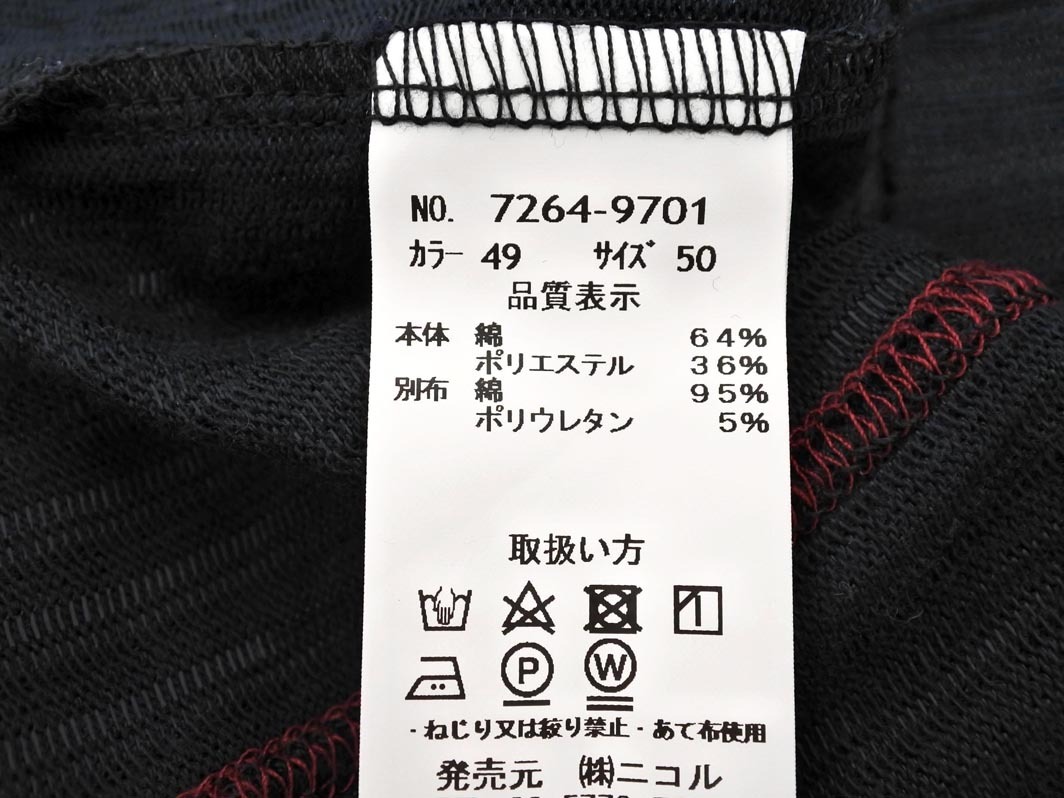 NO. 7264-9701
カラー 49 サイズ 50
品質表示
本体 綿 64%
ポリエステル 36%
別布 綿 95%
ポリウレタン 5%
取扱い方
P W
・ねじり又は絞り禁止・あて布使用
発売元 ㈱ニコル